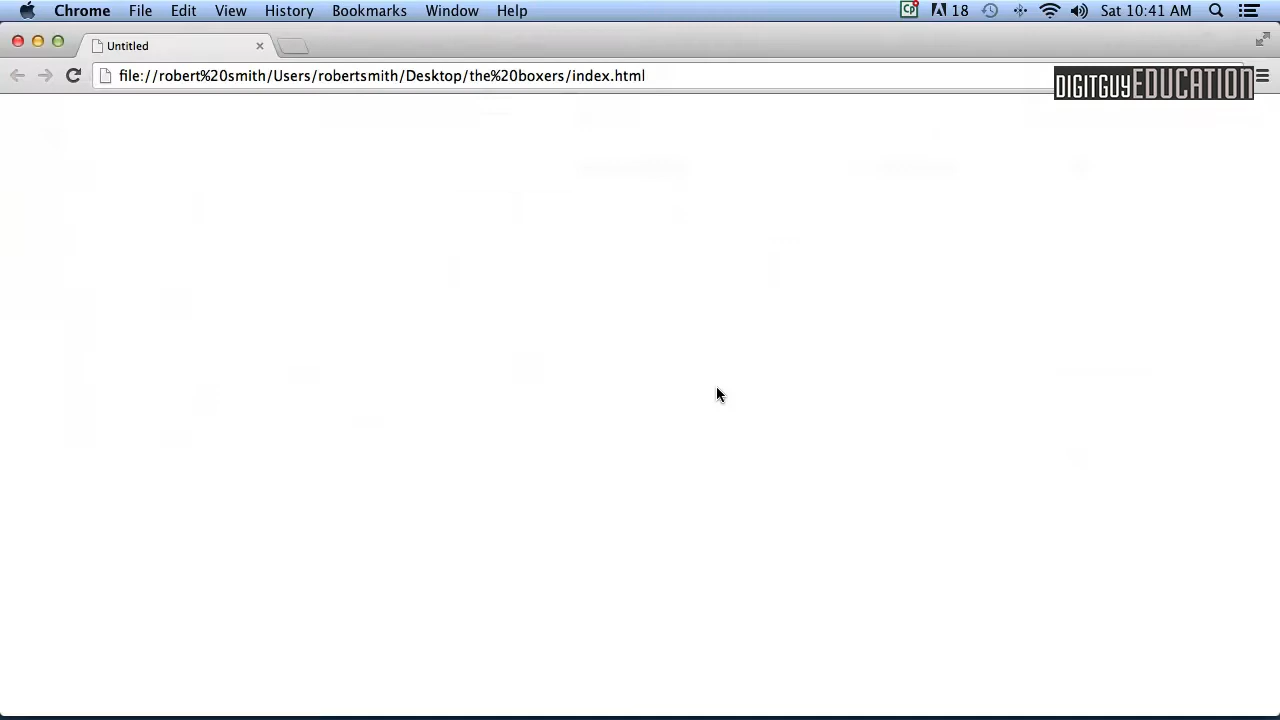 Chrome File Edit View History Bookmarks Window Help 18 Sat 10:41 AM
Untitled
file://robert%20smith/Users/robertsmith/Desktop/the%20boxers/index.html
DIGITGUYEDUCATION